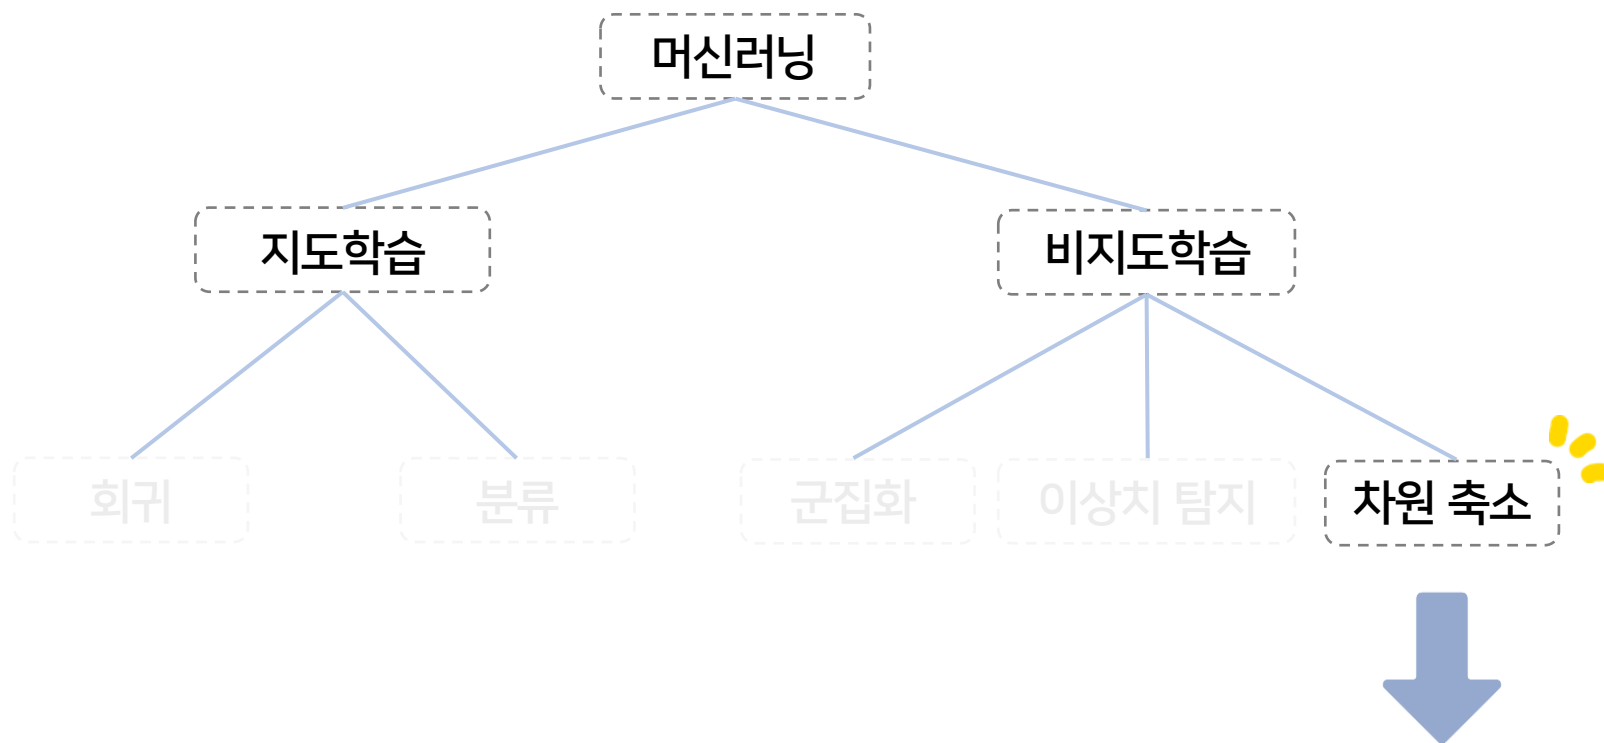 머신러닝
지도학습
비지도학습
회귀
분류
군집화
이상치 탐지
차원 축소